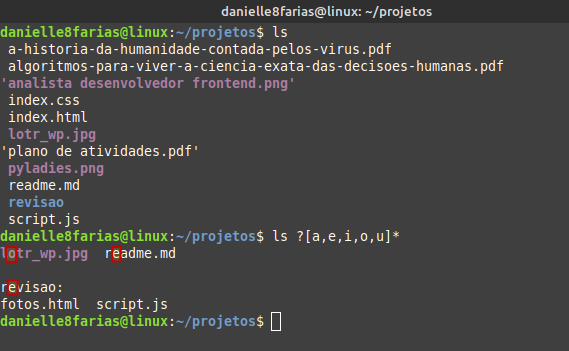 danielle8farias@linux: ~/projetos
danielle8farias@linux:~/projetos$ ls
a-historia-da-humanidade-contada-pelos-virus.pdf
algoritmos-para-viver-a-ciencia-exata-das-decisoes-humanas.pdf
'analista desenvolvedor frontend.png'
index.css
index.html
lotr_wp.jpg
'plano de atividades.pdf'
pyladies.png
readme.md
revisao
script.js
danielle8farias@linux:~/projetos$ ls ?[a,e,i,o,u]*
lotr_wp.jpg  readme.md
revisao:
fotos.html  script.js
danielle8farias@linux:~/projetos$